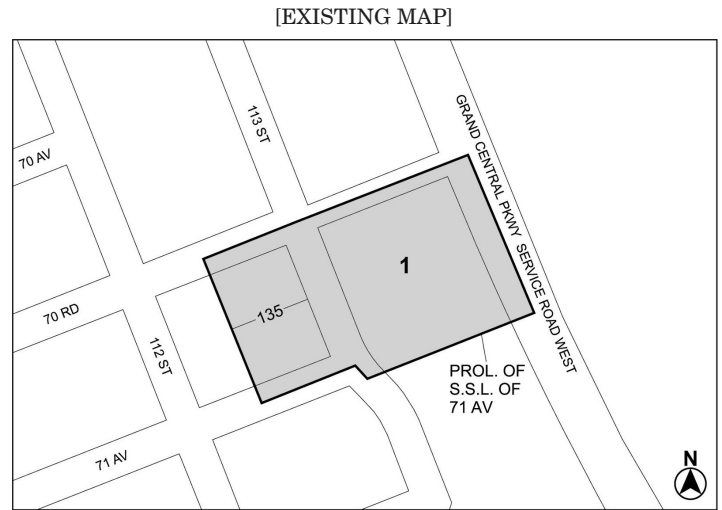 [EXISTING MAP]
GRAND CENTRAL PKWY SERVICE ROAD WEST
113 ST
70 AV
1
135
70 RD
112 ST
PROL. OF
S.S.L. OF
71 AV
71 AV
N